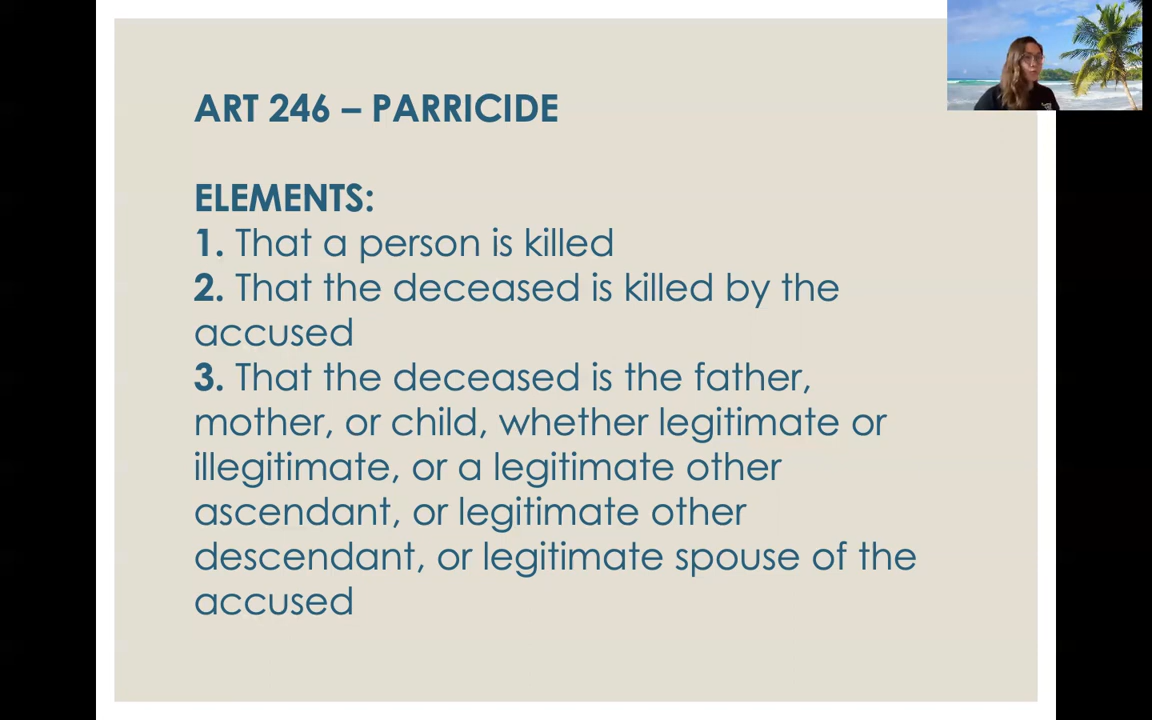 ART 246 – PARRICIDE
ELEMENTS:
1. That a person is killed
2. That the deceased is killed by the
accused
3. That the deceased is the father,
mother, or child, whether legitimate or
illegitimate, or a legitimate other
ascendant, or legitimate other
descendant, or legitimate spouse of the
accused